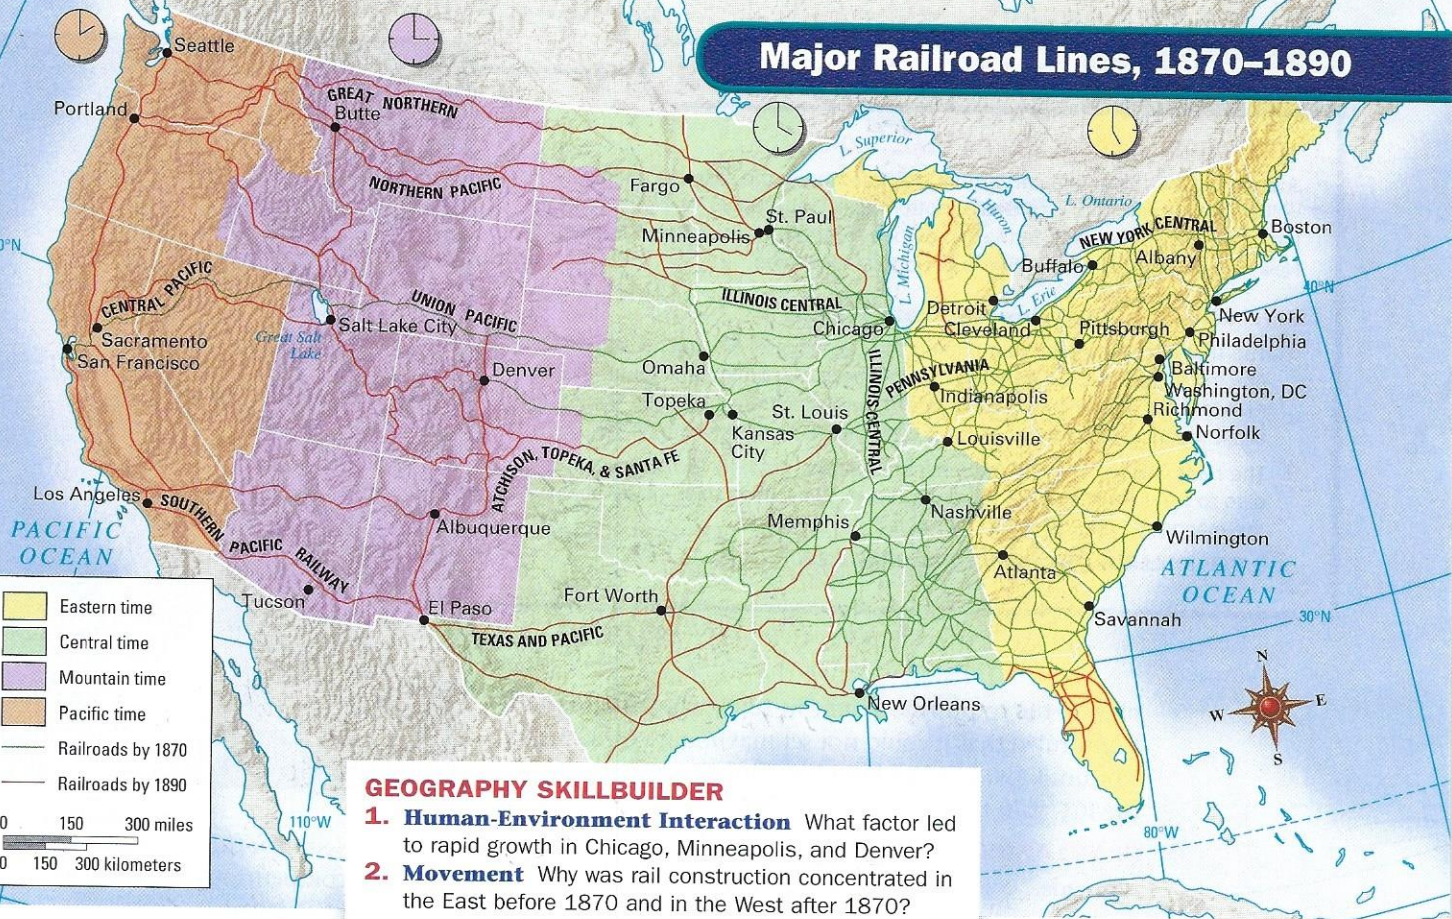 Major Railroad Lines, 1870–1890
Seattle
Portland
GREAT NORTHERN
Butte
NORTHERN PACIFIC
Fargo
L. Superior
St. Paul
Minneapolis
L. Michigan
L. Huron
L. Ontario
NEW YORK CENTRAL
Boston
Albany
Buffalo
L. Erie
Detroit
Cleveland
0°N
40°N
CENTRAL PACIFIC
UNION PACIFIC
ILLINOIS CENTRAL
Chicago
New York
Pittsburgh
Philadelphia
Sacramento
San Francisco
Great Salt
Lake
Salt Lake City
Denver
Omaha
PENNSYLVANIA
Indianapolis
Baltimore
Washington, DC
Richmond
Norfolk
Topeka
Kansas
City
St. Louis
ILLINOIS CENTRAL
Louisville
ATCHISON, TOPEKA, & SANTA FE
Los Angeles
SOUTHERN PACIFIC RAILWAY
Albuquerque
Memphis
Nashville
Wilmington
PACIFIC
OCEAN
ATLANTIC
OCEAN
Atlanta
Tucson
El Paso
Fort Worth
TEXAS AND PACIFIC
Savannah
30°N
New Orleans
N
W
E
S
110°W
80°W
Eastern time
Central time
Mountain time
Pacific time
Railroads by 1870
Railroads by 1890
0 150 300 miles
0 150 300 kilometers
GEOGRAPHY SKILLBUILDER
1. Human-Environment Interaction What factor led
to rapid growth in Chicago, Minneapolis, and Denver?
2. Movement Why was rail construction concentrated in
the East before 1870 and in the West after 1870?